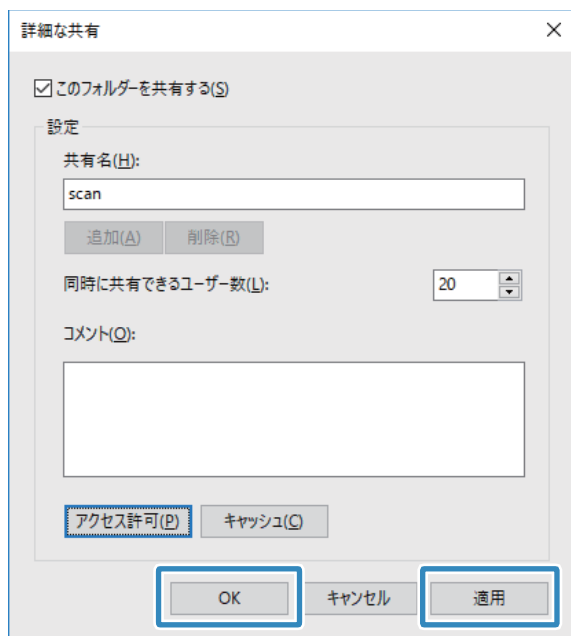 詳細な共有
このフォルダーを共有する(S)
設定
共有名(H):
scan
追加(A) 削除(R)
同時に共有できるユーザー数(L): 20
コメント(O):
アクセス許可(P) キャッシュ(C)
OK キャンセル 適用